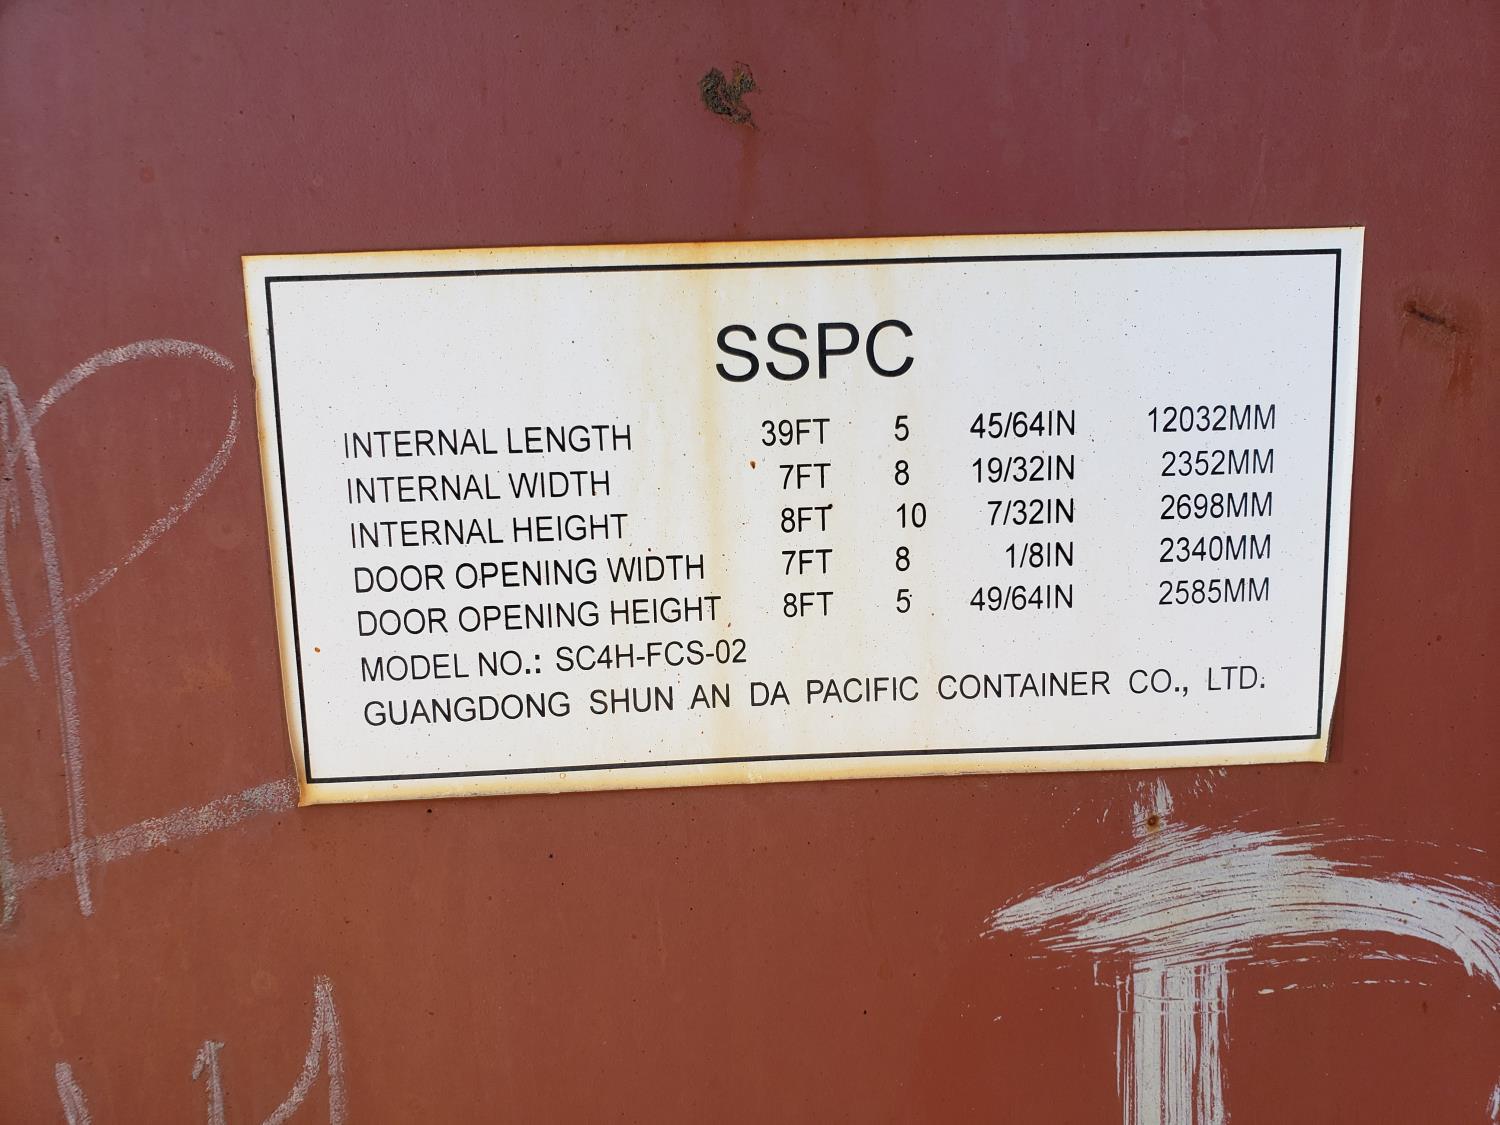 SSPC
INTERNAL LENGTH 39FT 5 45/64IN 12032MM
INTERNAL WIDTH 7FT 8 19/32IN 2352MM
INTERNAL HEIGHT 8FT 10 7/32IN 2698MM
DOOR OPENING WIDTH 7FT 8 1/8IN 2340MM
DOOR OPENING HEIGHT 8FT 5 49/64IN 2585MM
MODEL NO.: SC4H-FCS-02
GUANGDONG SHUN AN DA PACIFIC CONTAINER CO., LTD.